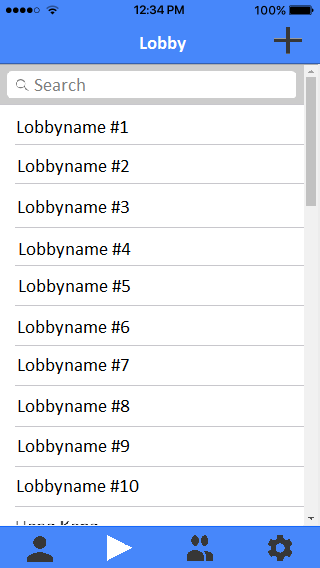 12:34 PM 100%
Lobby
Search
Lobbyname #1
Lobbyname #2
Lobbyname #3
Lobbyname #4
Lobbyname #5
Lobbyname #6
Lobbyname #7
Lobbyname #8
Lobbyname #9
Lobbyname #10